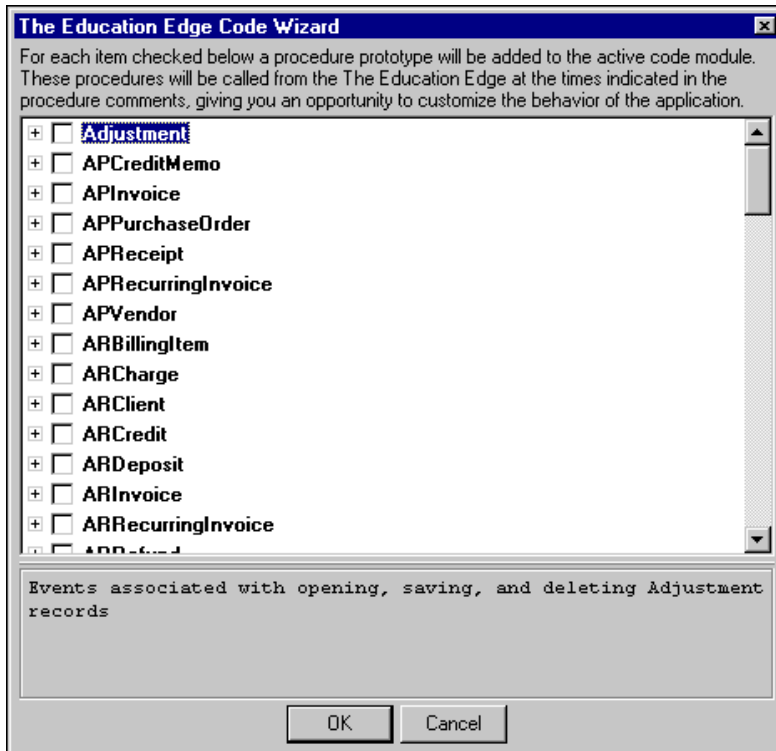 The Education Edge Code Wizard
For each item checked below a procedure prototype will be added to the active code module.
These procedures will be called from the The Education Edge at the times indicated in the
procedure comments, giving you an opportunity to customize the behavior of the application.
Adjustment
APCreditMemo
APInvoice
APPurchaseOrder
APReceipt
APRecurringInvoice
APVendor
ARBillingItem
ARCharge
ARClient
ARCredit
ARDeposit
ARInvoice
ARRecurringInvoice
Events associated with opening, saving, and deleting Adjustment
records
OK
Cancel